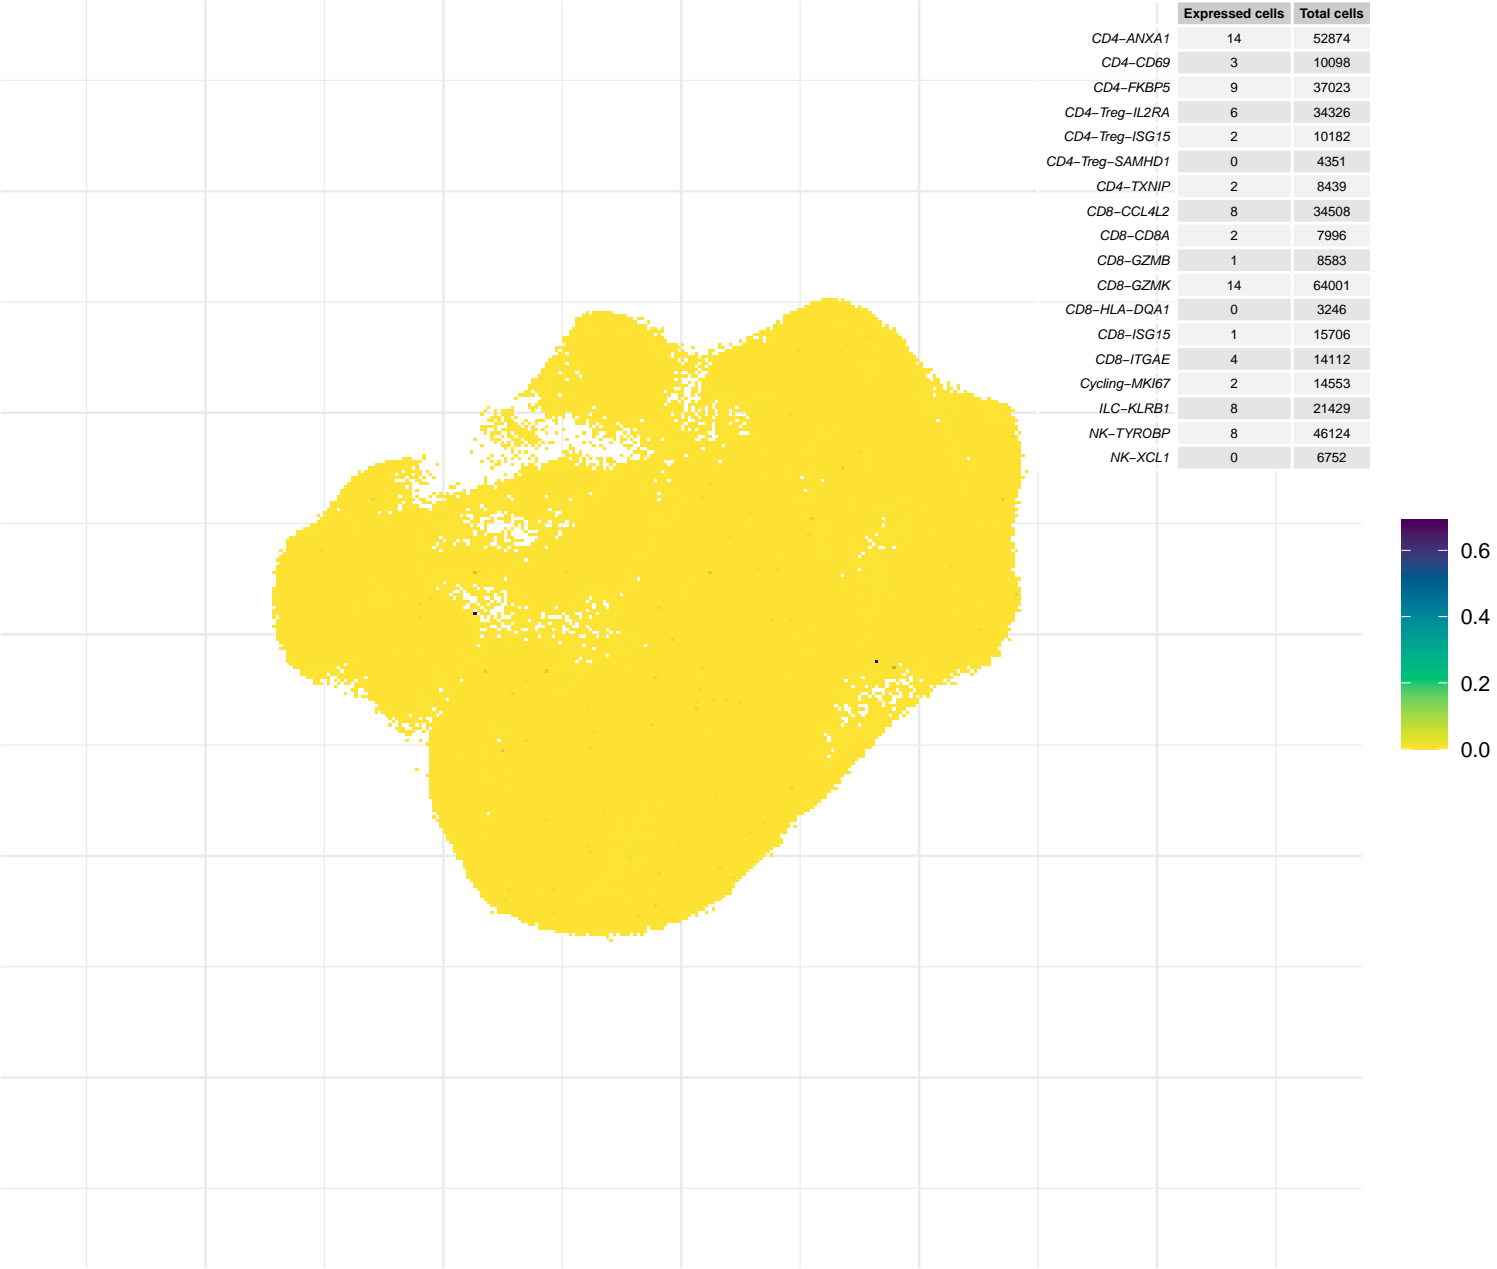 Expressed cells Total cells
CD4−ANXA1 14 52874
CD4−CD69 3 10098
CD4−FKBP5 9 37023
CD4−Treg−IL2RA 6 34326
CD4−Treg−ISG15 2 10182
CD4−Treg−SAMHD1 0 4351
CD4−TXNIP 2 8439
CD8−CCL4L2 8 34508
CD8−CD8A 2 7996
CD8−GZMB 1 8583
CD8−GZMK 14 64001
CD8−HLA−DQA1 0 3246
CD8−ISG15 1 15706
CD8−ITGAE 4 14112
Cycling−MKI67 2 14553
ILC−KLRB1 8 21429
NK−TYROBP 8 46124
NK−XCL1 0 6752
0.6
0.4
0.2
0.0